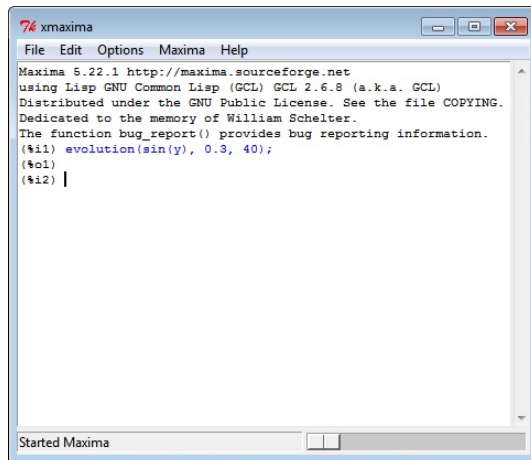 xmaxima
File Edit Options Maxima Help
Maxima 5.22.1 http://maxima.sourceforge.net
using Lisp GNU Common Lisp (GCL) GCL 2.6.8 (a.k.a. GCL)
Distributed under the GNU Public License. See the file COPYING.
Dedicated to the memory of William Schelter.
The function bug_report() provides bug reporting information.
(%i1) evolution(sin(y), 0.3, 40);
(%o1)
(%i2)
Started Maxima